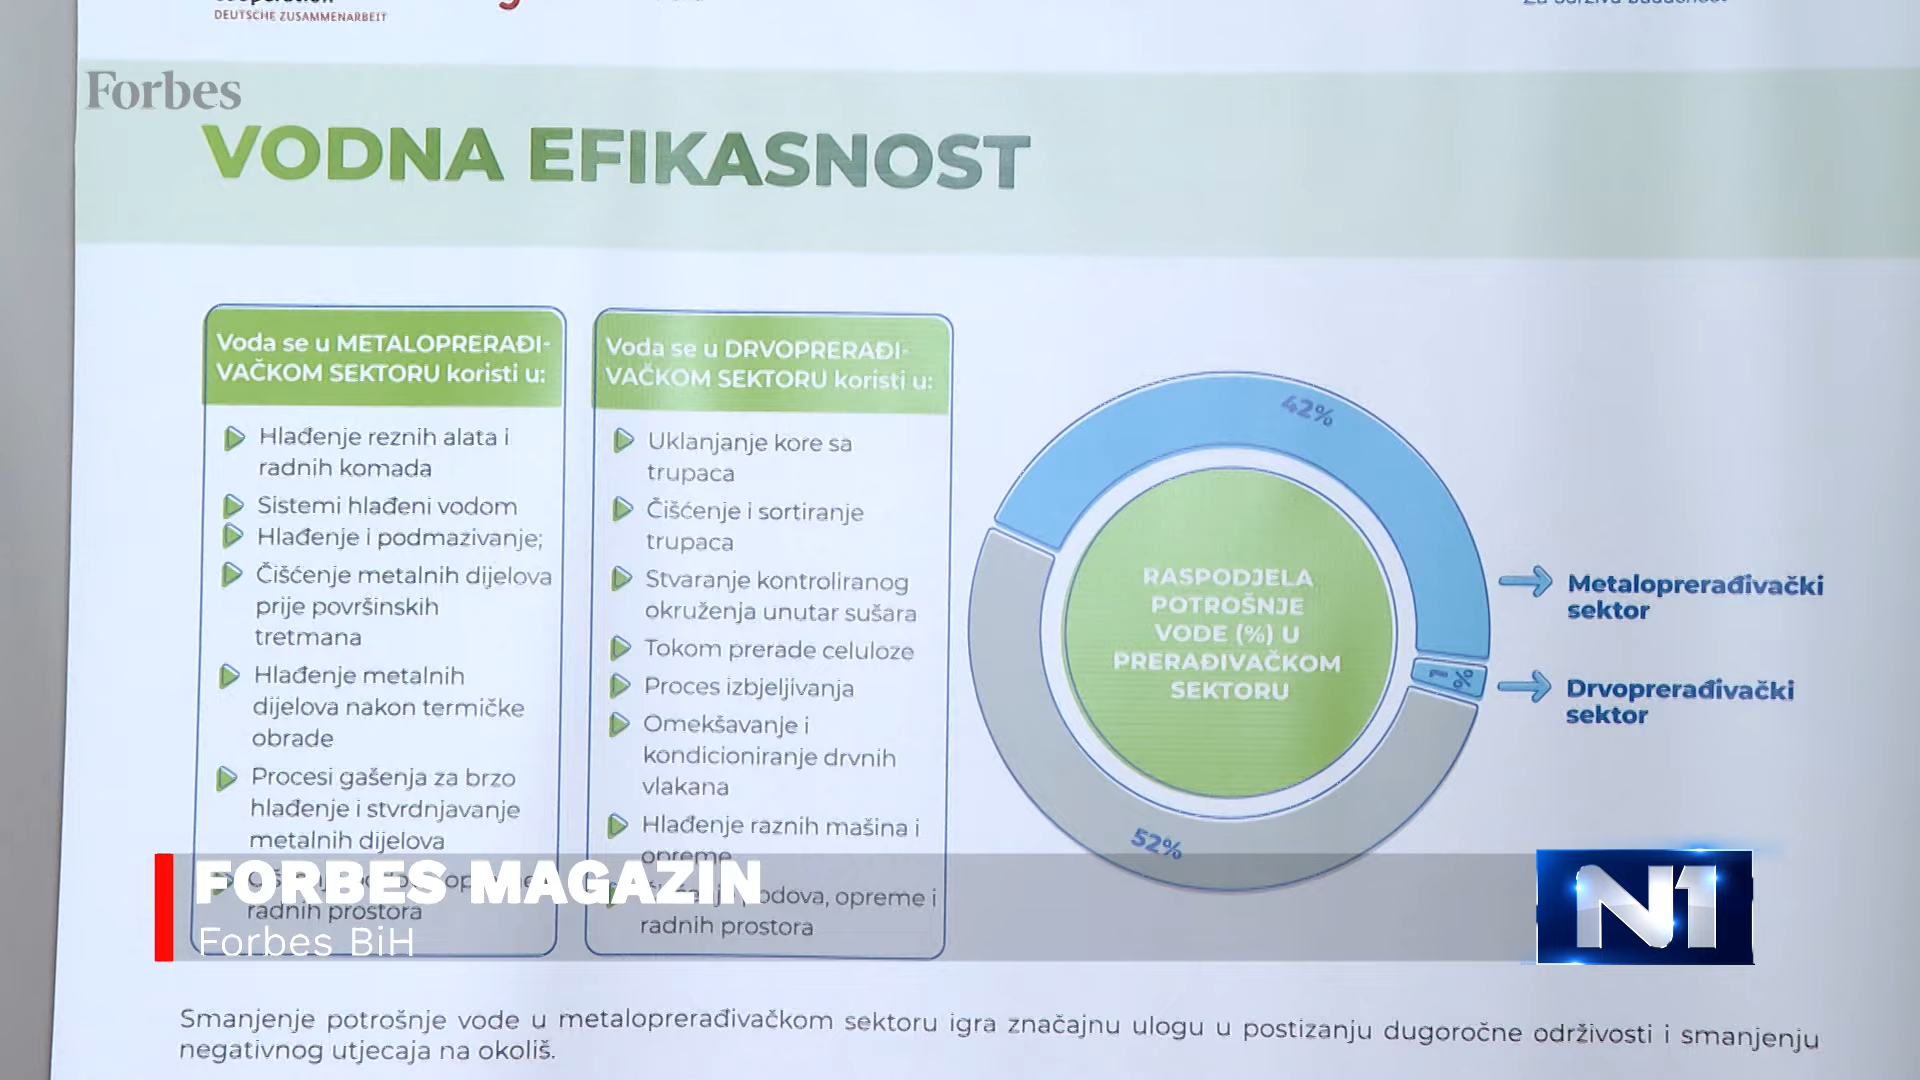 DEUTSCHE ZUSAMMENARBEIT
Forbes
VODNA EFIKASNOST
Voda se u METALOPRERAĐI-
VAČKOM SEKTORU koristi u:
Hlađenje reznih alata i
radnih komada
Sistemi hlađeni vodom
Hlađenje i podmazivanje;
Čišćenje metalnih dijelova
prije površinskih
tretmana
Hlađenje metalnih
dijelova nakon termičke
obrade
Procesi gašenja za brzo
hlađenje i stvrdnjavanje
metalnih dijelova
radnih prostora
Voda se u DRVOPRERAĐI-
VAČKOM SEKTORU koristi u:
Uklanjanje kore sa
trupaca
Čišćenje i sortiranje
trupaca
Stvaranje kontroliranog
okruženja unutar sušara
Tokom prerade celuloze
Proces izbjeljivanja
Omekšavanje i
kondicioniranje drvnih
vlakana
Hlađenje raznih mašina i
opreme
opreme i
radnih prostora
42%
RASPODJELA
POTROŠNJE
VODE (%) U
PRERAĐIVAČKOM
SEKTORU
1%
52%
Metaloprerađivački
sektor
Drvoprerađivački
sektor
FORBES MAGAZIN
Forbes BiH
N1
Smanjenje potrošnje vode u metaloprerađivačkom sektoru igra značajnu ulogu u postizanju dugoročne održivosti i smanjenju
negativnog utjecaja na okoliš.